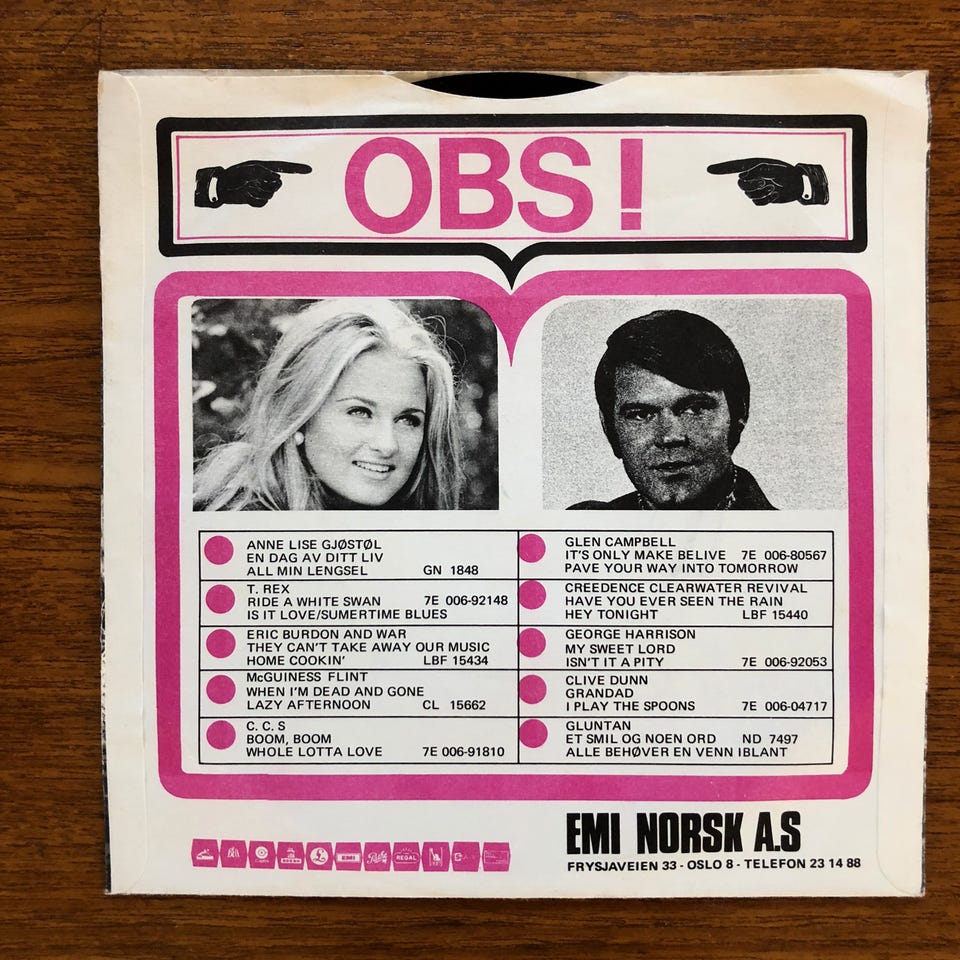 OBS!
ANNE LISE GJØSTØL
EN DAG AV DITT LIV
ALL MIN LENGSEL GN 1848
T. REX
RIDE A WHITE SWAN 7E 006-92148
IS IT LOVE/SUMERTIME BLUES
ERIC BURDON AND WAR
THEY CAN'T TAKE AWAY OUR MUSIC
HOME COOKIN' LBF 15434
McGUINESS FLINT
WHEN I'M DEAD AND GONE
LAZY AFTERNOON CL 15662
C. C. S
BOOM, BOOM
WHOLE LOTTA LOVE 7E 006-91810
GLEN CAMPBELL
IT'S ONLY MAKE BELIVE 7E 006-80567
PAVE YOUR WAY INTO TOMORROW
CREEDENCE CLEARWATER REVIVAL
HAVE YOU EVER SEEN THE RAIN
HEY TONIGHT LBF 15440
GEORGE HARRISON
MY SWEET LORD
ISN'T IT A PITY 7E 006-92053
CLIVE DUNN
GRANDAD
I PLAY THE SPOONS 7E 006-04717
GLUNTAN
ET SMIL OG NOEN ORD ND 7497
ALLE BEHØVER EN VENN IBLANT
EMI REGAL
EMI NORSK A.S
FRYSJAVEIEN 33 - OSLO 8 - TELEFON 23 14 88